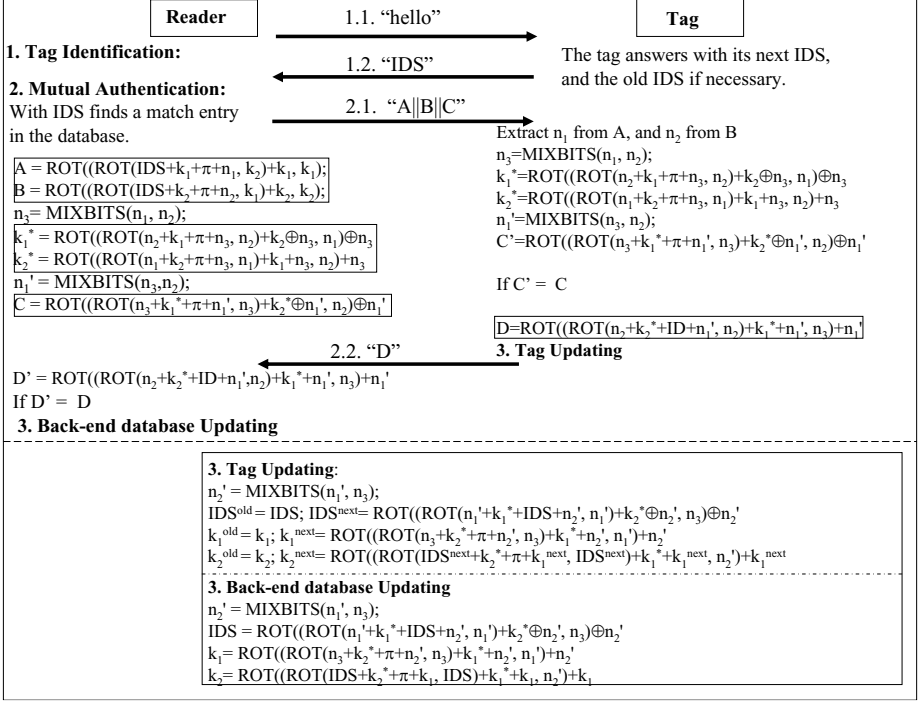 Reader
1.1. “hello”
Tag
1. Tag Identification:
1.2. “IDS”
The tag answers with its next IDS,
and the old IDS if necessary.
2. Mutual Authentication:
With IDS finds a match entry
in the database.
2.1. “A||B||C”
A = ROT((ROT(IDS+k₁+π+n₁, k₂)+k₁, k₁);
B = ROT((ROT(IDS+k₂+π+n₂, k₁)+k₂, k₂);
n₃= MIXBITS(n₁, n₂);
k₁* = ROT((ROT(n₂+k₁+π+n₃, n₂)+k₂⊕n₃, n₁)⊕n₃
k₂* = ROT((ROT(n₁+k₂+π+n₃, n₁)+k₁+n₃, n₂)+n₃
n₁' = MIXBITS(n₃,n₂);
C = ROT((ROT(n₃+k₁*+π+n₁', n₃)+k₂*⊕n₁', n₂)⊕n₁'
Extract n₁ from A, and n₂ from B
n₃=MIXBITS(n₁, n₂);
k₁*=ROT((ROT(n₂+k₁+π+n₃, n₂)+k₂⊕n₃, n₁)⊕n₃
k₂*=ROT((ROT(n₁+k₂+π+n₃, n₁)+k₁+n₃, n₂)+n₃
n₁'=MIXBITS(n₃, n₂);
C’=ROT((ROT(n₃+k₁*+π+n₁', n₃)+k₂*⊕n₁', n₂)⊕n₁'
If C’ = C
D=ROT((ROT(n₂+k₂*+ID+n₁', n₂)+k₁*+n₁', n₃)+n₁'
2.2. “D”
3. Tag Updating
D’ = ROT((ROT(n₂+k₂*+ID+n₁',n₂)+k₁*+n₁', n₃)+n₁'
If D’ = D
3. Back-end database Updating
3. Tag Updating:
n₂' = MIXBITS(n₁', n₃);
IDSᵒˡᵈ = IDS; IDSⁿᵉˣᵗ= ROT((ROT(n₁'+k₁*+IDS+n₂', n₁')+k₂*⊕n₂', n₃)⊕n₂'
k₁ᵒˡᵈ = k₁; k₁ⁿᵉˣᵗ= ROT((ROT(n₃+k₂*+π+n₂', n₃)+k₁*+n₂', n₁')+n₂'
k₂ᵒˡᵈ = k₂; k₂ⁿᵉˣᵗ= ROT((ROT(IDSⁿᵉˣᵗ+k₂*+π+k₁ⁿᵉˣᵗ, IDSⁿᵉˣᵗ)+k₁*+k₁ⁿᵉˣᵗ, n₂')+k₁ⁿᵉˣᵗ
3. Back-end database Updating
n₂' = MIXBITS(n₁', n₃);
IDS = ROT((ROT(n₁'+k₁*+IDS+n₂', n₁')+k₂*⊕n₂', n₃)⊕n₂'
k₁= ROT((ROT(n₃+k₂*+π+n₂', n₃)+k₁*+n₂', n₁')+n₂'
k₂= ROT((ROT(IDS+k₂*+π+k₁, IDS)+k₁*+k₁, n₂')+k₁